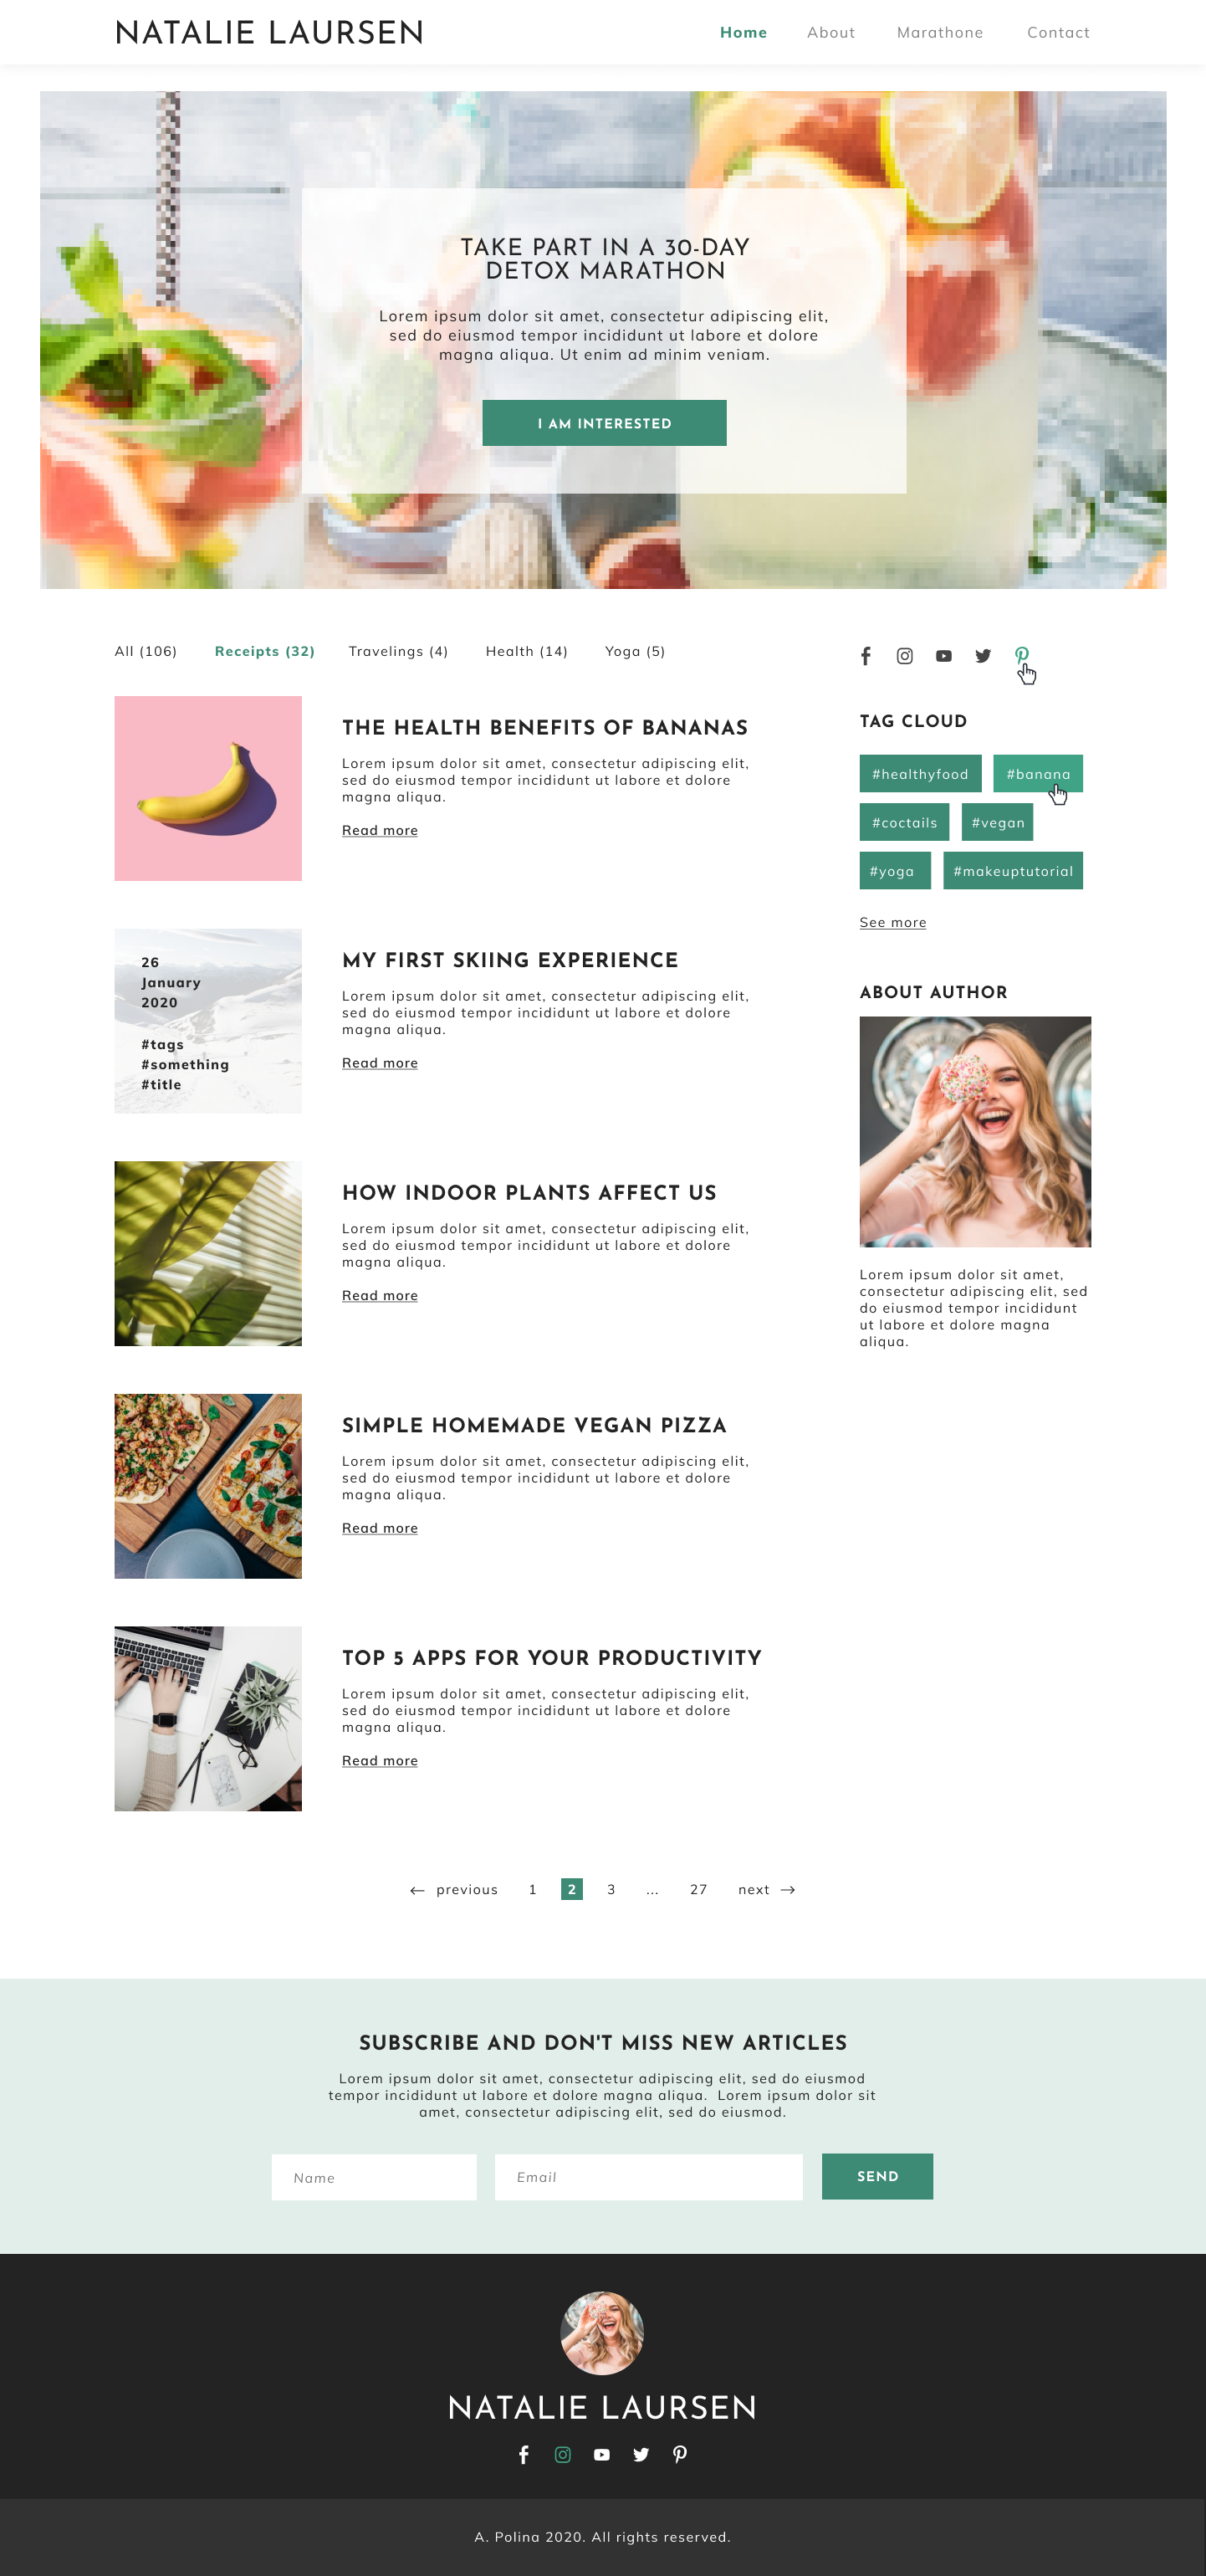 NATALIE LAURSEN
Home About Marathone Contact
TAKE PART IN A 30-DAY
DETOX MARATHON
Lorem ipsum dolor sit amet, consectetur adipiscing elit,
sed do eiusmod tempor incididunt ut labore et dolore
magna aliqua. Ut enim ad minim veniam.
I AM INTERESTED
All (106) Receipts (32) Travelings (4) Health (14) Yoga (5)
THE HEALTH BENEFITS OF BANANAS
Lorem ipsum dolor sit amet, consectetur adipiscing elit,
sed do eiusmod tempor incididunt ut labore et dolore
magna aliqua.
Read more
26
January
2020
#tags
#something
#title
MY FIRST SKIING EXPERIENCE
Lorem ipsum dolor sit amet, consectetur adipiscing elit,
sed do eiusmod tempor incididunt ut labore et dolore
magna aliqua.
Read more
HOW INDOOR PLANTS AFFECT US
Lorem ipsum dolor sit amet, consectetur adipiscing elit,
sed do eiusmod tempor incididunt ut labore et dolore
magna aliqua.
Read more
SIMPLE HOMEMADE VEGAN PIZZA
Lorem ipsum dolor sit amet, consectetur adipiscing elit,
sed do eiusmod tempor incididunt ut labore et dolore
magna aliqua.
Read more
TOP 5 APPS FOR YOUR PRODUCTIVITY
Lorem ipsum dolor sit amet, consectetur adipiscing elit,
sed do eiusmod tempor incididunt ut labore et dolore
magna aliqua.
Read more
TAG CLOUD
#healthyfood #banana
#coctails #vegan
#yoga #makeuptutorial
See more
ABOUT AUTHOR
Lorem ipsum dolor sit amet,
consectetur adipiscing elit, sed
do eiusmod tempor incididunt
ut labore et dolore magna
aliqua.
← previous 1 2 3 ... 27 next →
SUBSCRIBE AND DON'T MISS NEW ARTICLES
Lorem ipsum dolor sit amet, consectetur adipiscing elit, sed do eiusmod
tempor incididunt ut labore et dolore magna aliqua. Lorem ipsum dolor sit
amet, consectetur adipiscing elit, sed do eiusmod.
Name Email SEND
NATALIE LAURSEN
A. Polina 2020. All rights reserved.